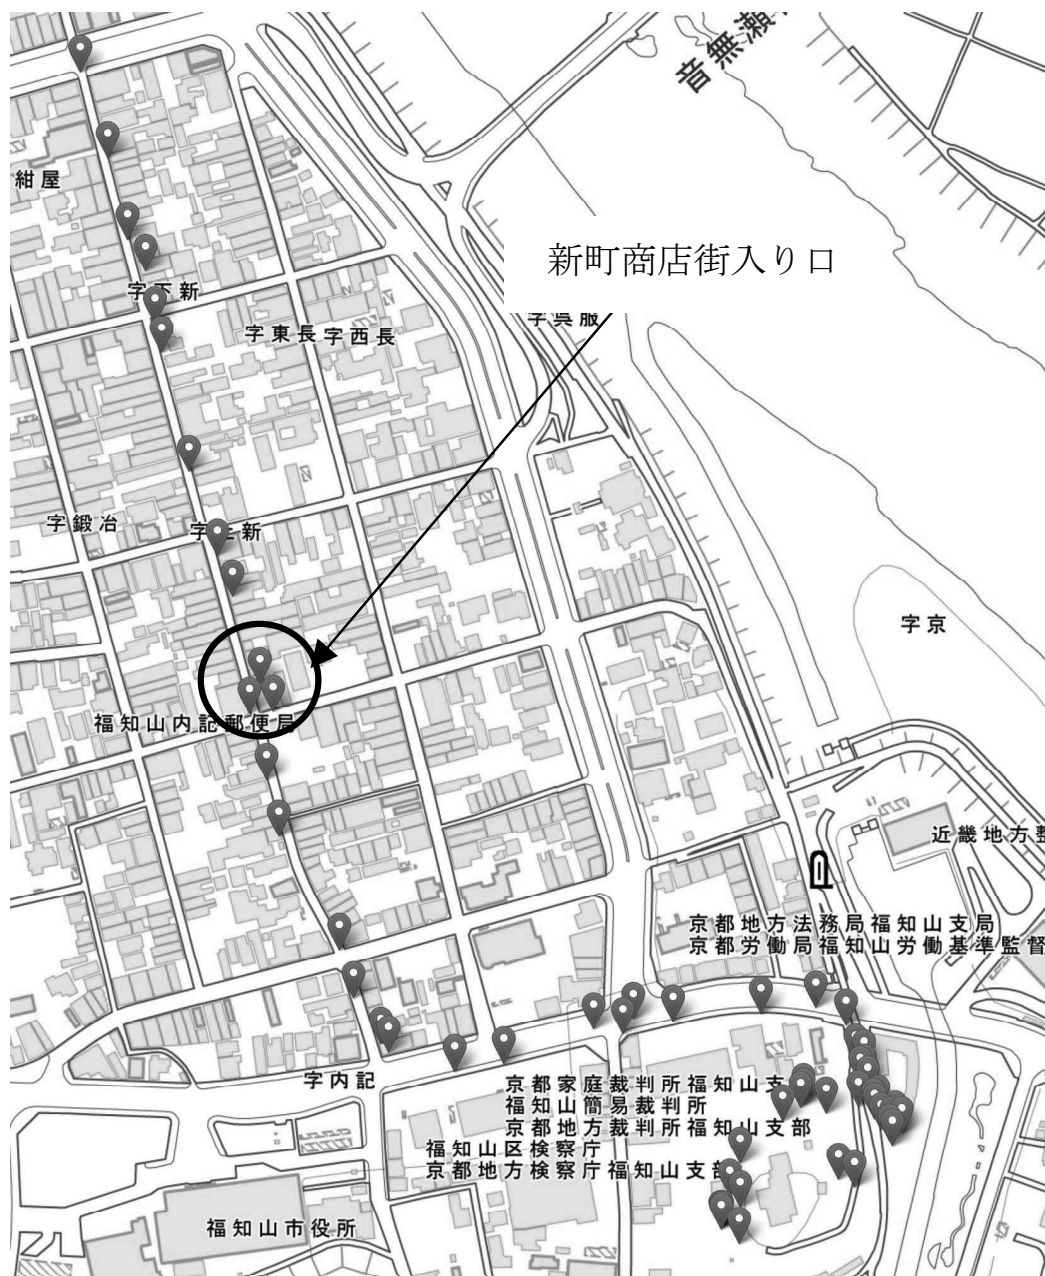 音無瀬
紺屋
新町商店街入り口
字下新
字呉服
字東長
字西長
字鍛冶
字上新
字京
福知山内記郵便局
近畿地方整
京都地方法務局福知山支局
京都労働局福知山労働基準監督
字内記
京都家庭裁判所福知山支
福知山簡易裁判所
京都地方裁判所福知山支部
福知山区検察庁
京都地方検察庁福知山支部
福知山市役所